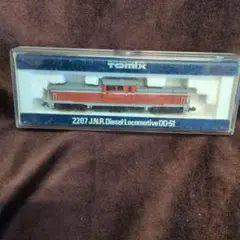 TOMIX
2207 J.N.R. Diesel Locomotive DD-51